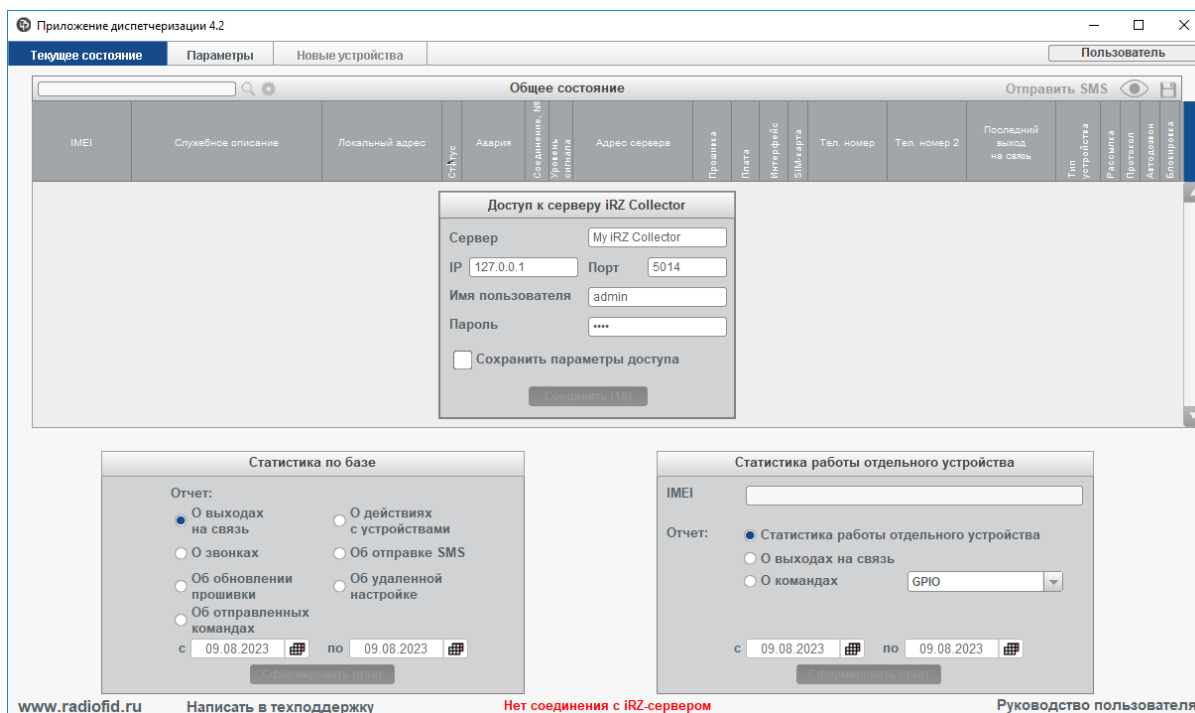 Приложение диспетчеризации 4.2
Текущее состояние Параметры Новые устройства Пользователь
Общее состояние Отправить SMS
IMEI Служебное описание Локальный адрес Статус Авария Соединение, № Уровень сигнала Адрес сервера Прошивка Плата Интерфейс SIM-карта Тел. номер Тел. номер 2 Последний выход на связь Тип устройства Рассылка Протокол Автодозвон Блокировка
Доступ к серверу iRZ Collector
Сервер My iRZ Collector
IP 127.0.0.1 Порт 5014
Имя пользователя admin
Пароль ••••
Сохранить параметры доступа
Соединить (18)
Статистика по базе
Отчет:
О выходах на связь О действиях с устройствами
О звонках Об отправке SMS
Об обновлении прошивки Об удаленной настройке
Об отправленных командах
с 09.08.2023 по 09.08.2023
Сформировать отчет
Статистика работы отдельного устройства
IMEI
Отчет: Статистика работы отдельного устройства
О выходах на связь
О командах GPIO
с 09.08.2023 по 09.08.2023
Сформировать отчет
www.radiofid.ru Написать в техподдержку Нет соединения с iRZ-сервером Руководство пользователя